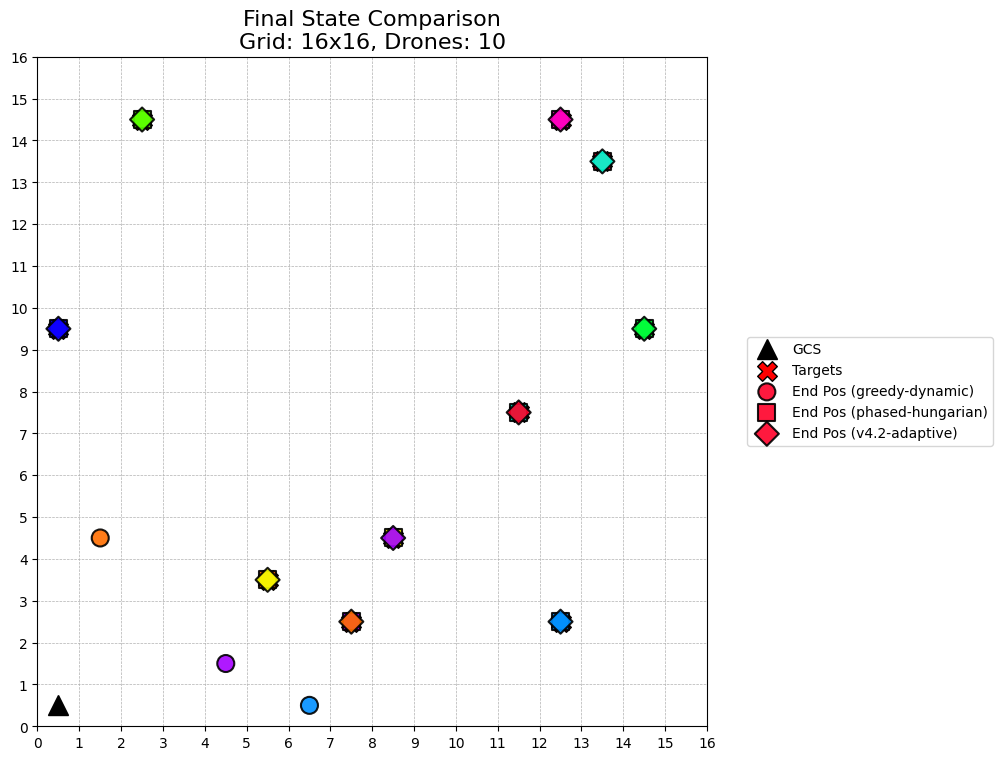 Final State Comparison
Grid: 16x16, Drones: 10
16
15
14
13
12
11
10
9
8
7
6
5
4
3
2
1
0
0 1 2 3 4 5 6 7 8 9 10 11 12 13 14 15 16
GCS
Targets
End Pos (greedy-dynamic)
End Pos (phased-hungarian)
End Pos (v4.2-adaptive)